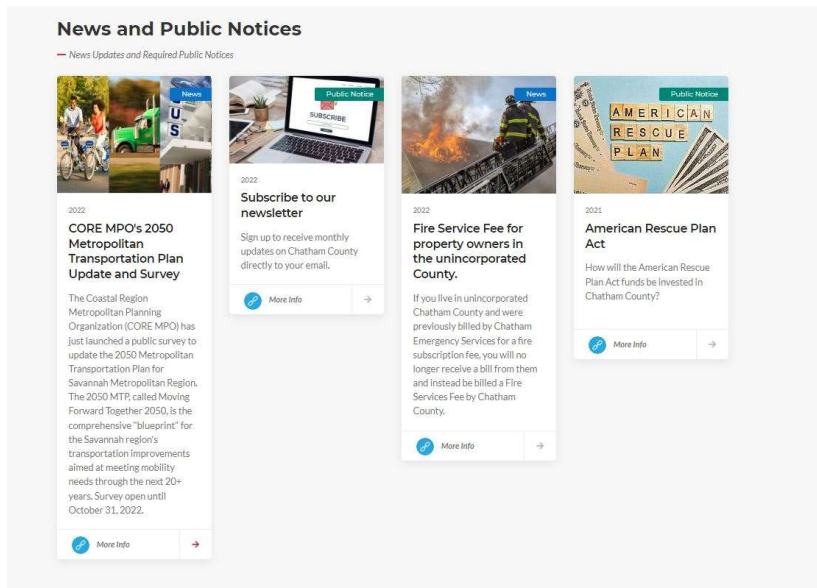 News and Public Notices
News Updates and Required Public Notices
News
US
2022
CORE MPO's 2050
Metropolitan
Transportation Plan
Update and Survey
The Coastal Region
Metropolitan Planning
Organization (CORE MPO) has
just launched a public survey to
update the 2050 Metropolitan
Transportation Plan for
Savannah Metropolitan Region.
The 2050 MTP, called Moving
Forward Together 2050, is the
comprehensive "blueprint" for
the Savannah region's
transportation improvements
aimed at meeting mobility
needs through the next 20+
years. Survey open until
October 31, 2022.
More Info
Public Notice
SUBSCRIBE
2022
Subscribe to our
newsletter
Sign up to receive monthly
updates on Chatham County
directly to your email.
More Info
News
2022
Fire Service Fee for
property owners in
the unincorporated
County.
If you live in unincorporated
Chatham County and were
previously billed by Chatham
Emergency Services for a fire
subscription fee, you will no
longer receive a bill from them
and instead be billed a Fire
Services Fee by Chatham
County.
More Info
Public Notice
AMERICAN
RESCUE
PLAN
2021
American Rescue Plan
Act
How will the American Rescue
Plan Act funds be invested in
Chatham County?
More Info